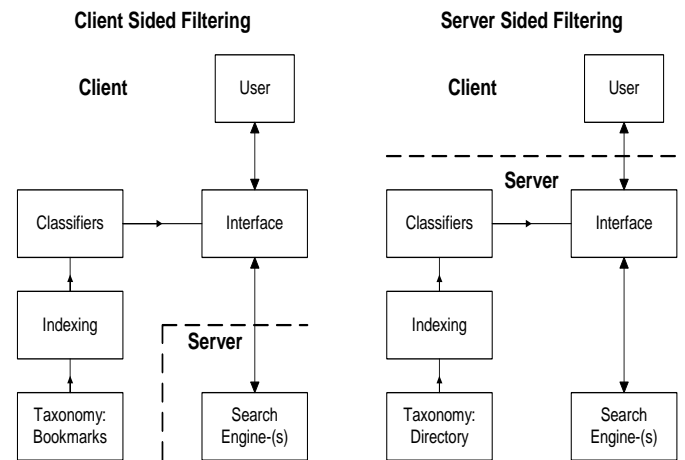 Client Sided Filtering
Client
User
Classifiers
Interface
Indexing
Server
Taxonomy:
Bookmarks
Search
Engine-(s)
Server Sided Filtering
Client
User
Server
Classifiers
Interface
Indexing
Taxonomy:
Directory
Search
Engine-(s)